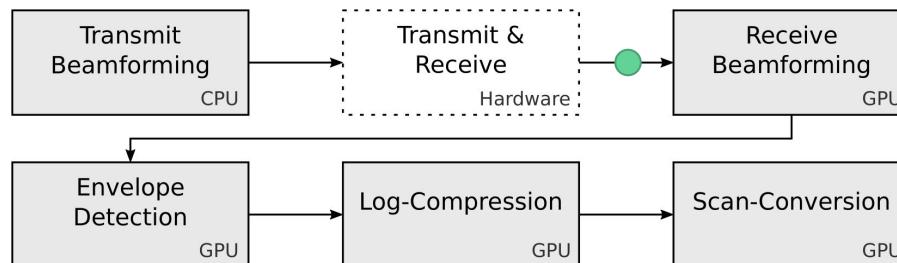 Transmit
Beamforming
CPU
Transmit &
Receive
Hardware
Receive
Beamforming
GPU
Envelope
Detection
GPU
Log-Compression
GPU
Scan-Conversion
GPU